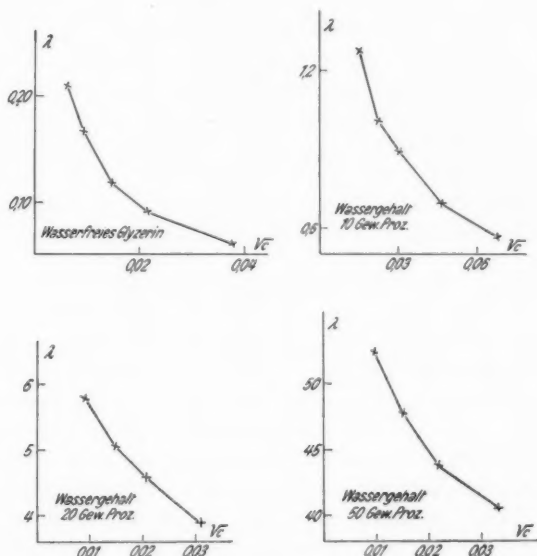 λ
0,20
0,10
Wasserfreies Glyzerin
√c
0,02
0,04
λ
1,2
0,6
Wassergehalt
10 Gew. Proz.
√c
0,03
0,06
λ
6
5
4
Wassergehalt
20 Gew. Proz.
√c
0,01
0,02
0,03
λ
50
45
40
Wassergehalt
50 Gew. Proz.
√c
0,01
0,02
0,03